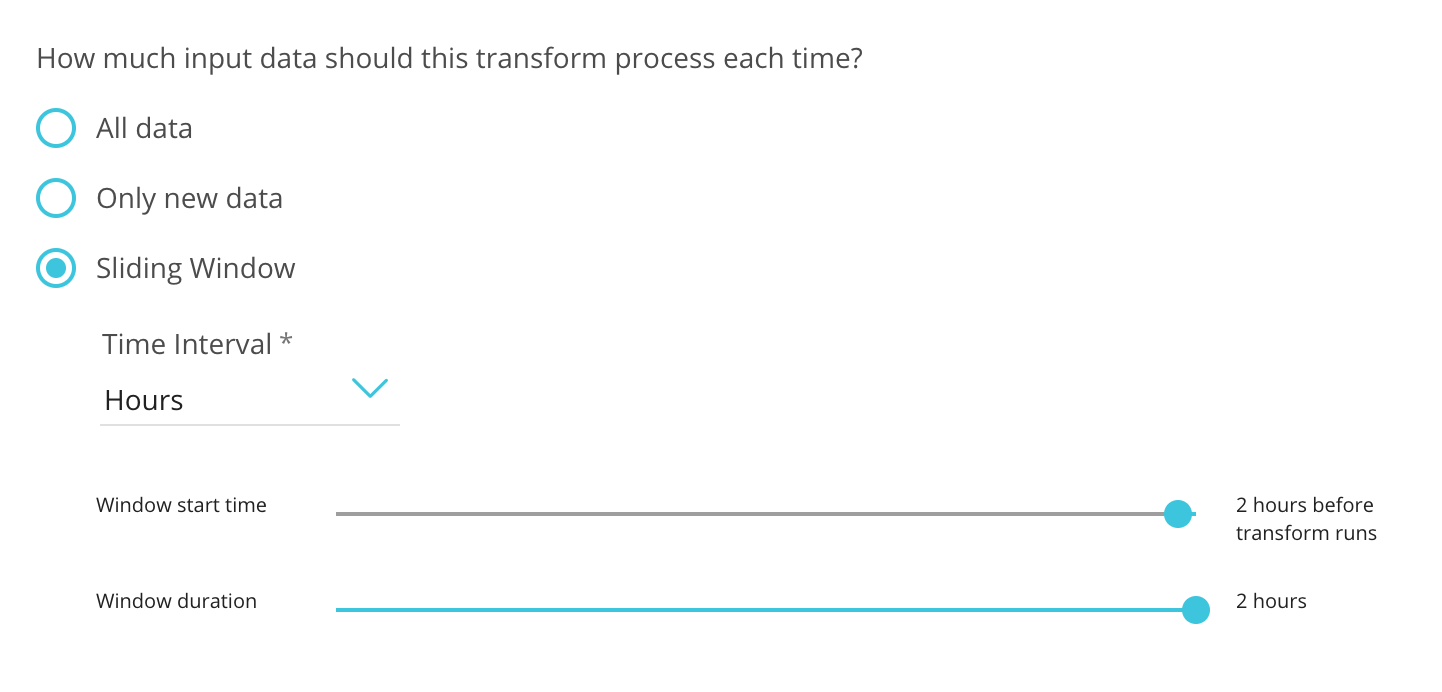 How much input data should this transform process each time?
All data
Only new data
Sliding Window
Time Interval *
Hours
Window start time
2 hours before
transform runs
Window duration
2 hours